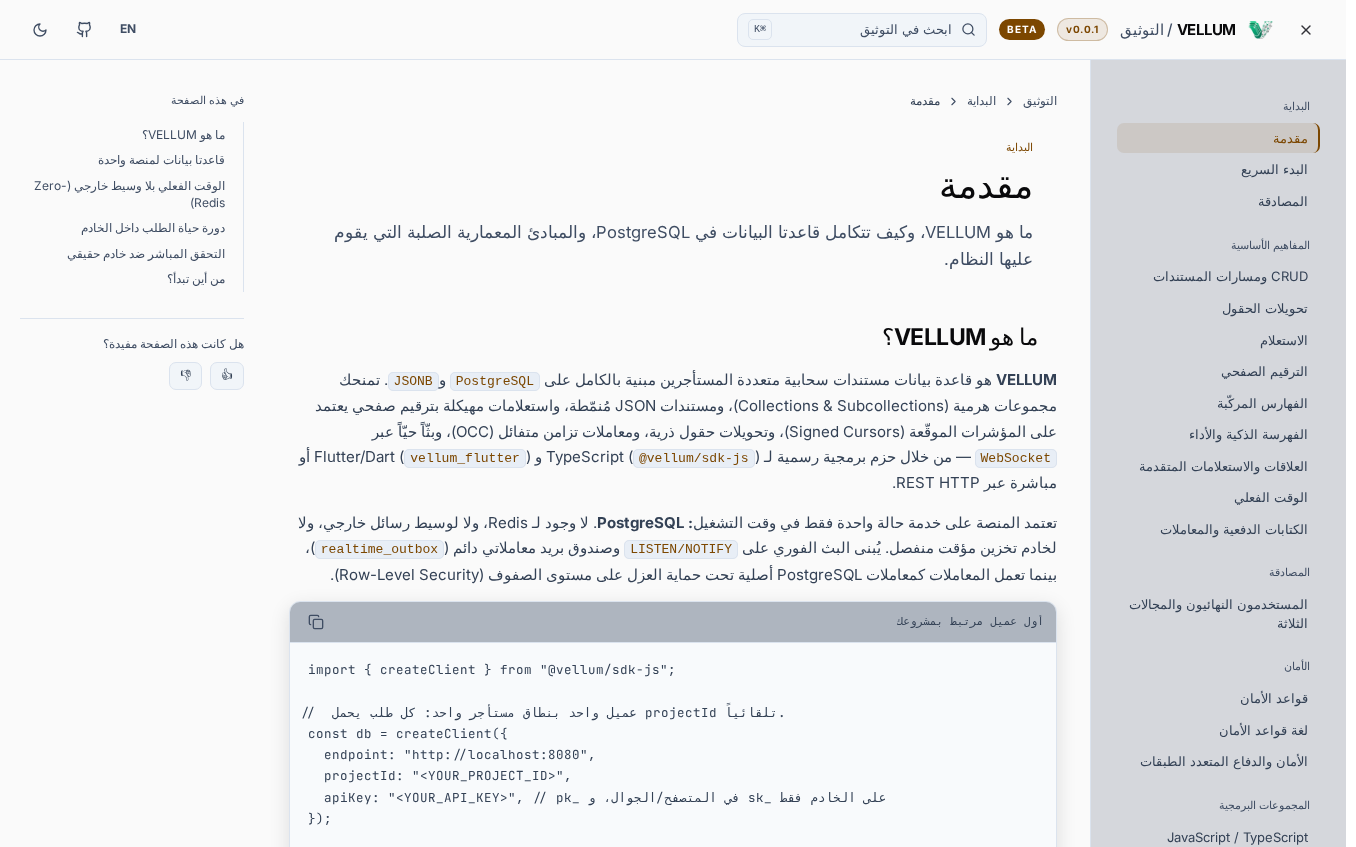 VELLUM / التوثيق
v0.0.1
BETA
ابحث في التوثيق
⌘K
EN
البداية
مقدمة
البدء السريع
المصادقة
المفاهيم الأساسية
CRUD ومسارات المستندات
تحويلات الحقول
الاستعلام
الترقيم الصفحي
الفهارس المركّبة
الفهرسة الذكية والأداء
العلاقات والاستعلامات المتقدمة
الوقت الفعلي
الكتابات الدفعية والمعاملات
المصادقة
المستخدمون النهائيون والمجالات
الثلاثة
الأمان
قواعد الأمان
لغة قواعد الأمان
الأمان والدفاع المتعدد الطبقات
المجموعات البرمجية
JavaScript / TypeScript
التوثيق > البداية > مقدمة
البداية
مقدمة
ما هو VELLUM، وكيف تتكامل قاعدتا البيانات في PostgreSQL، والمبادئ المعمارية الصلبة التي يقوم
عليها النظام.
ما هو VELLUM؟
VELLUM هو قاعدة بيانات مستندات سحابية متعددة المستأجرين مبنية بالكامل على PostgreSQL و JSONB. تمنحك
مجموعات هرمية (Collections & Subcollections)، ومستندات JSON مُنمّطة، واستعلامات مهيكلة بترقيم صفحي يعتمد
على المؤشرات الموقّعة (Signed Cursors)، وتحويلات حقول ذرية، ومعاملات تزامن متفائل (OCC)، وبثّاً حيّاً عبر
WebSocket — من خلال حزم برمجية رسمية لـ TypeScript (@vellum/sdk-js) و Flutter/Dart (vellum_flutter) أو
مباشرة عبر REST HTTP.
تعتمد المنصة على خدمة حالة واحدة فقط في وقت التشغيل: PostgreSQL. لا وجود لـ Redis، ولا لوسيط رسائل خارجي، ولا
لخادم تخزين مؤقت منفصل. يُبنى البث الفوري على LISTEN/NOTIFY وصندوق بريد معاملاتي دائم (realtime_outbox)،
بينما تعمل المعاملات كمعاملات PostgreSQL أصلية تحت حماية العزل على مستوى الصفوف (Row-Level Security).
أول عميل مرتبط بمشروعك
import { createClient } from "@vellum/sdk-js";
// عميل واحد بنطاق مستأجر واحد: كل طلب يحمل projectId تلقائياً.
const db = createClient({
endpoint: "http://localhost:8080",
projectId: "<YOUR_PROJECT_ID>",
apiKey: "<YOUR_API_KEY>", // pk_ في المتصفح/الجوال، و sk_ على الخادم فقط
});
في هذه الصفحة
ما هو VELLUM؟
قاعدتا بيانات لمنصة واحدة
الوقت الفعلي بلا وسيط خارجي (Zero-
Redis)
دورة حياة الطلب داخل الخادم
التحقق المباشر ضد خادم حقيقي
من أين تبدأ؟
هل كانت هذه الصفحة مفيدة؟